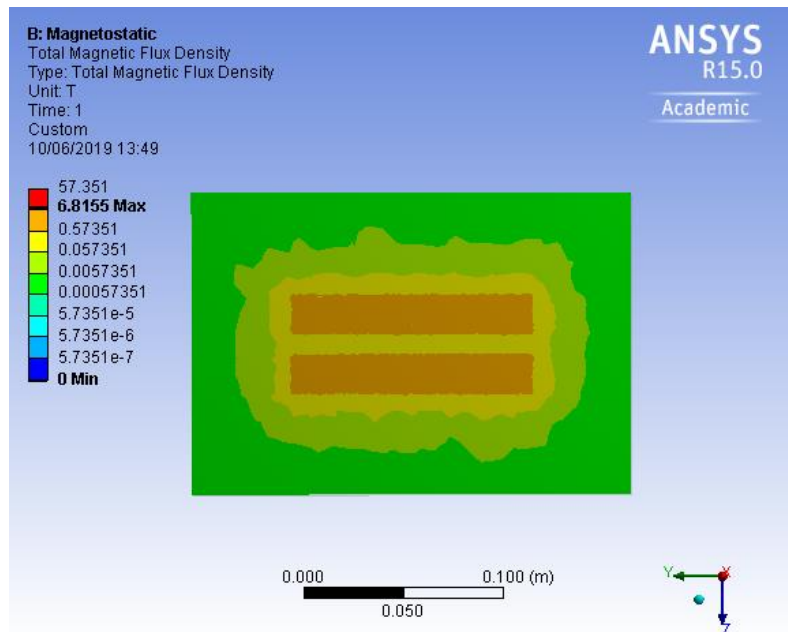 B: Magnetostatic
Total Magnetic Flux Density
Type: Total Magnetic Flux Density
Unit: T
Time: 1
Custom
10/06/2019 13:49
ANSYS
R15.0
Academic
57.351
6.8155 Max
0.57351
0.057351
0.0057351
0.00057351
5.7351e-5
5.7351e-6
5.7351e-7
0 Min
0.000
0.100 (m)
0.050
Y
X
Z